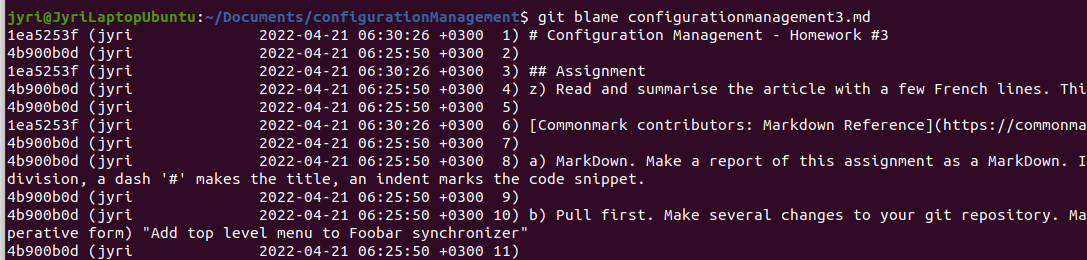 jyri@JyriLaptopUbuntu:~/Documents/configurationManagement$ git blame configurationmanagement3.md
1ea5253f (jyri 2022-04-21 06:30:26 +0300 1) # Configuration Management - Homework #3
4b900b0d (jyri 2022-04-21 06:25:50 +0300 2)
1ea5253f (jyri 2022-04-21 06:30:26 +0300 3) ## Assignment
4b900b0d (jyri 2022-04-21 06:25:50 +0300 4) z) Read and summarise the article with a few French lines. Thi
4b900b0d (jyri 2022-04-21 06:25:50 +0300 5)
1ea5253f (jyri 2022-04-21 06:30:26 +0300 6) [Commonmark contributors: Markdown Reference](https://commonma
4b900b0d (jyri 2022-04-21 06:25:50 +0300 7)
4b900b0d (jyri 2022-04-21 06:25:50 +0300 8) a) MarkDown. Make a report of this assignment as a MarkDown. I
division, a dash '#' makes the title, an indent marks the code snippet.
4b900b0d (jyri 2022-04-21 06:25:50 +0300 9)
4b900b0d (jyri 2022-04-21 06:25:50 +0300 10) b) Pull first. Make several changes to your git repository. Ma
perative form) "Add top level menu to Foobar synchronizer"
4b900b0d (jyri 2022-04-21 06:25:50 +0300 11)